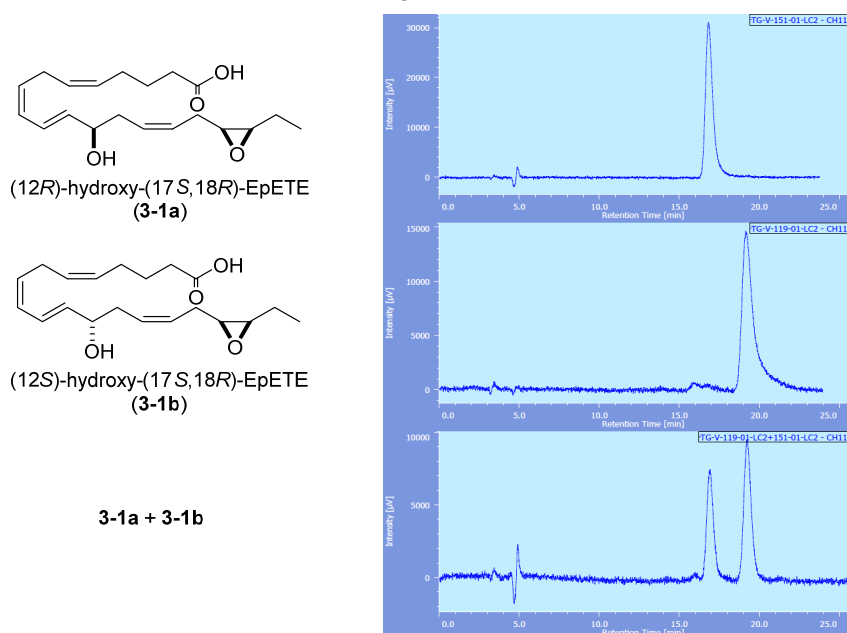 OH
O
OH
O
(12R)-hydroxy-(17S,18R)-EpETE
(3-1a)
OH
O
OH
O
(12S)-hydroxy-(17S,18R)-EpETE
(3-1b)
3-1a + 3-1b
TG-V-151-01-LC2 - CH11
30000
20000
10000
0
Intensity [µV]
0.0 5.0 10.0 15.0 20.0 25.0
Retention Time [min]
TG-V-119-01-LC2 - CH11
15000
10000
5000
0
Intensity [µV]
0.0 5.0 10.0 15.0 20.0 25.0
Retention Time [min]
TG-V-119-01-LC2+151-01-LC2 - CH11
10000
5000
0
Intensity [µV]
0.0 5.0 10.0 15.0 20.0 25.0
Retention Time [min]